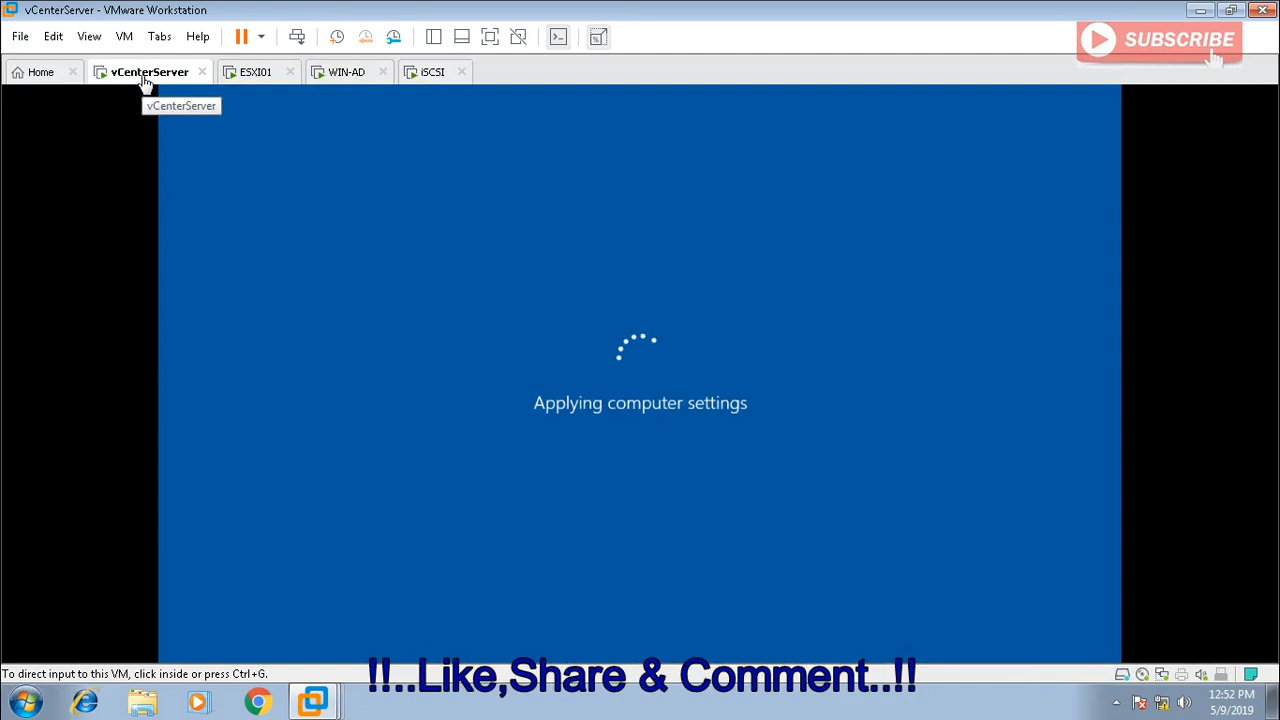 vCenterServer - VMware Workstation
SUBSCRIBE
File Edit View VM Tabs Help
Home vCenterServer ESXI01 WIN-AD iSCSI
vCenterServer
Applying computer settings
To direct input to this VM, click inside or press Ctrl+G.
!!..Like,Share & Comment..!!
12:52 PM
5/9/2019